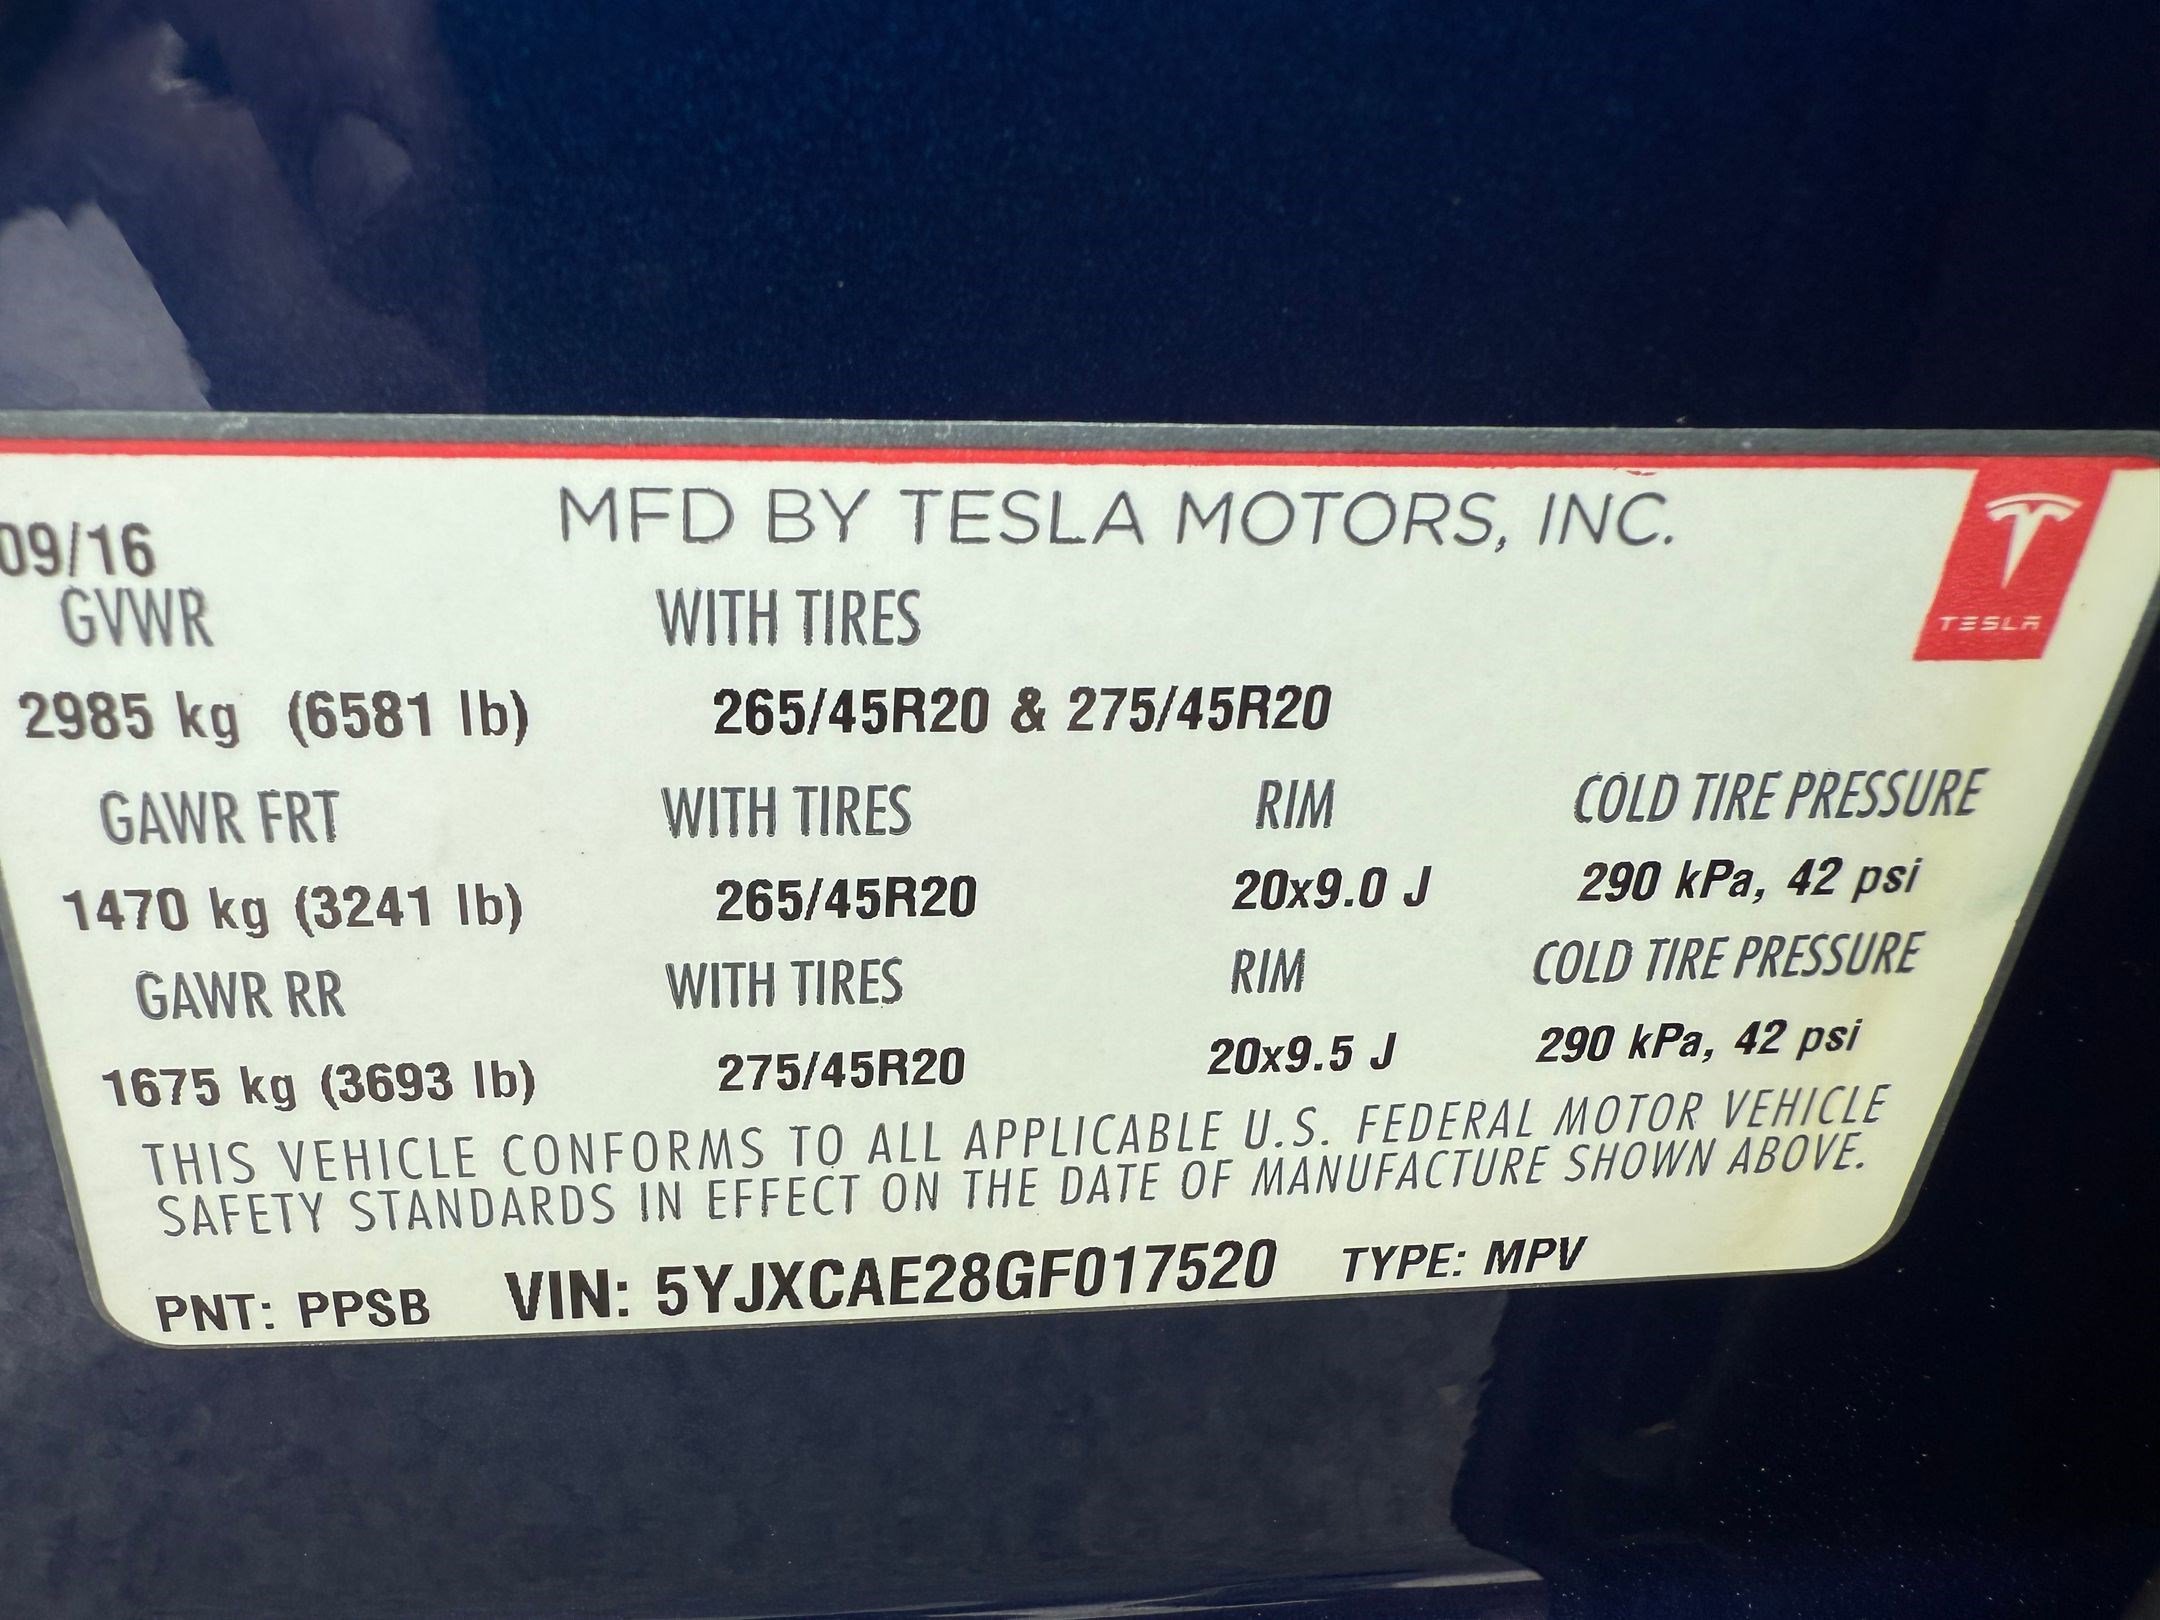 MFD BY TESLA MOTORS, INC.
TESLA
09/16
GVWR WITH TIRES
2985 kg (6581 lb) 265/45R20 & 275/45R20
GAWR FRT WITH TIRES RIM COLD TIRE PRESSURE
1470 kg (3241 lb) 265/45R20 20x9.0 J 290 kPa, 42 psi
GAWR RR WITH TIRES RIM COLD TIRE PRESSURE
1675 kg (3693 lb) 275/45R20 20x9.5 J 290 kPa, 42 psi
THIS VEHICLE CONFORMS TO ALL APPLICABLE U.S. FEDERAL MOTOR VEHICLE
SAFETY STANDARDS IN EFFECT ON THE DATE OF MANUFACTURE SHOWN ABOVE.
PNT: PPSB VIN: 5YJXCAE28GF017520 TYPE: MPV